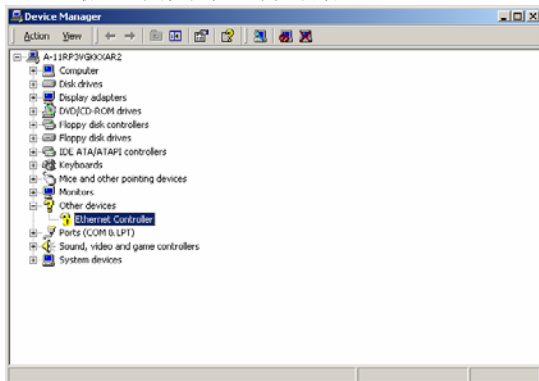 Device Manager
Action View
A-11RP3VGIXXAR2
Computer
Disk drives
Display adapters
DVD/CD-ROM drives
Floppy disk controllers
Floppy disk drives
IDE ATA/ATAPI controllers
Keyboards
Mice and other pointing devices
Monitors
Other devices
Ethernet Controller
Ports (COM & LPT)
Sound, video and game controllers
System devices